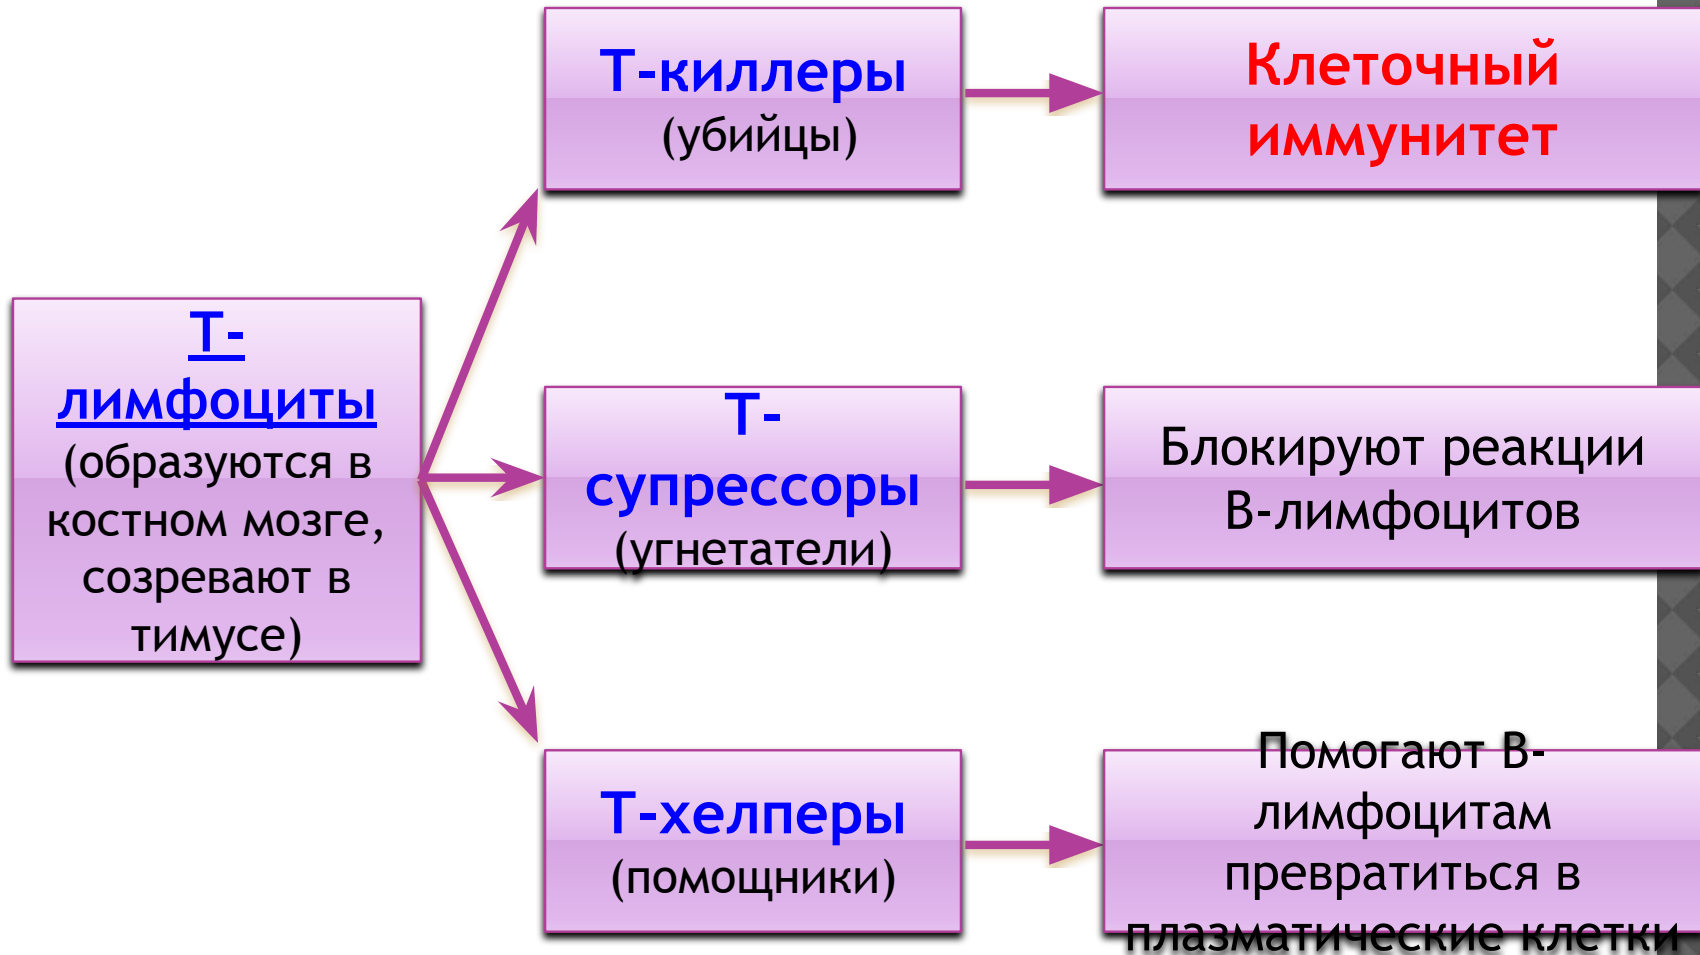 Т-киллеры
(убийцы)
Клеточный
иммунитет
Т-
лимфоциты
(образуются в
костном мозге,
созревают в
тимусе)
Т-
супрессоры
(угнетатели)
Блокируют реакции
В-лимфоцитов
Т-хелперы
(помощники)
Помогают В-
лимфоцитам
превратиться в
плазматические клетки